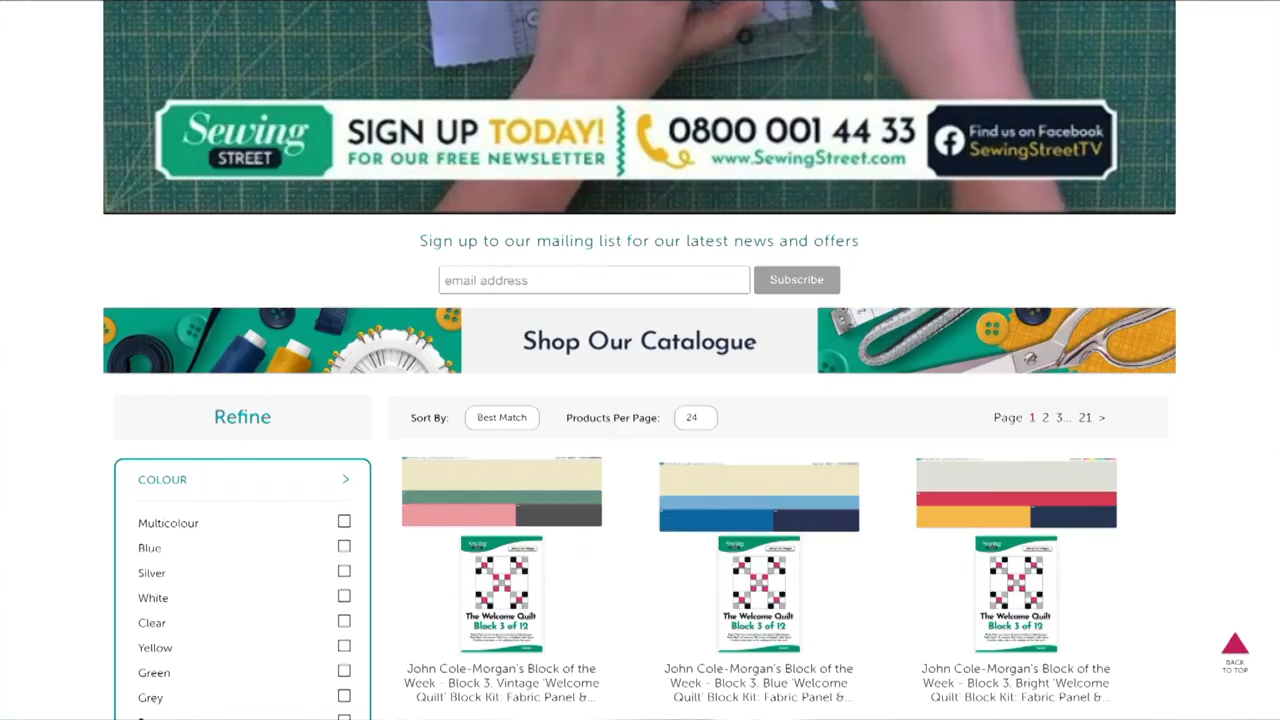 Sewing
STREET
SIGN UP TODAY!
FOR OUR FREE NEWSLETTER
0800 001 44 33
www.SewingStreet.com
Find us on Facebook
SewingStreetTV
Sign up to our mailing list for our latest news and offers
email address
Subscribe
Shop Our Catalogue
Refine
Sort By:
Best Match
Products Per Page:
24
Page 1 2 3... 21 >
COLOUR >
Multicolour
Blue
Silver
White
Clear
Yellow
Green
Grey
Sewing
The Welcome Quilt
Block 3 of 12
John Cole-Morgan's Block of the
Week - Block 3. Vintage 'Welcome
Quilt' Block Kit: Fabric Panel &...
Sewing
The Welcome Quilt
Block 3 of 12
John Cole-Morgan's Block of the
Week - Block 3. Blue 'Welcome
Quilt' Block Kit: Fabric Panel &...
Sewing
The Welcome Quilt
Block 3 of 12
John Cole-Morgan's Block of the
Week - Block 3. Bright 'Welcome
Quilt' Block Kit: Fabric Panel &...
BACK
TO TOP